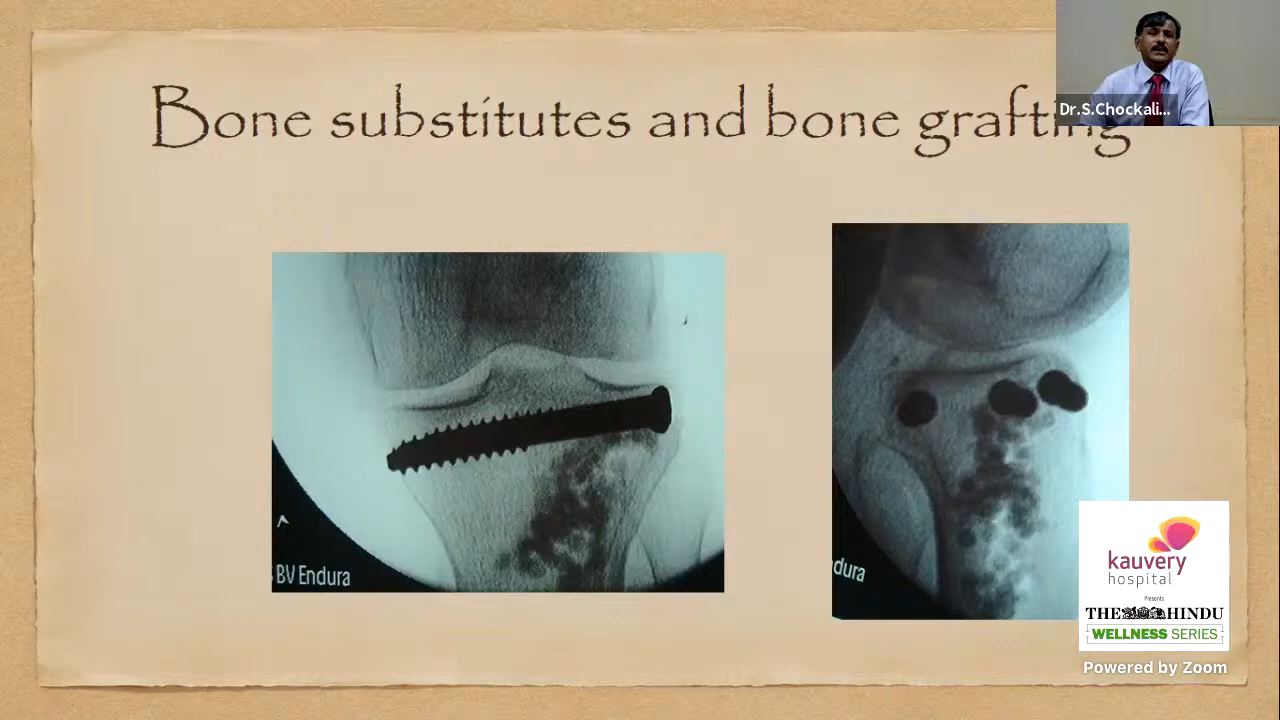 Bone substitutes and bone grafting
Dr.S.Chockali...
BV Endura
dura
kauvery
hospital
Presents
THE HINDU
WELLNESS SERIES
Powered by Zoom